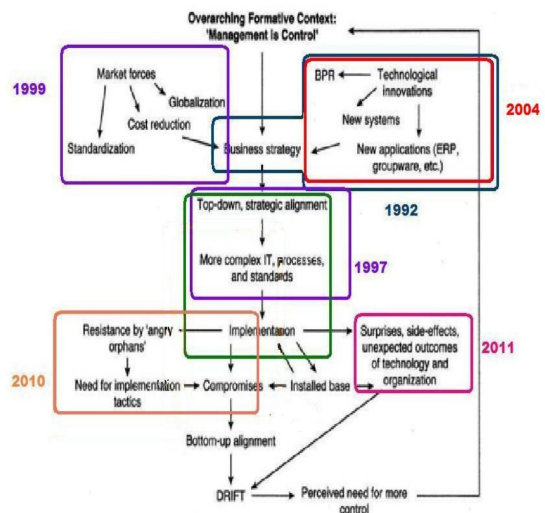 Overarching Formative Context:
'Management is Control'
1999
Market forces
Globalization
Cost reduction
Standardization
BPR
Technological
innovations
New systems
New applications (ERP,
groupware, etc.)
2004
Business strategy
1992
Top-down, strategic alignment
More complex IT, processes,
and standards
1997
Resistance by 'angry
orphans'
Implementation
Surprises, side-effects,
unexpected outcomes
of technology and
organization
2011
2010
Need for implementation
tactics
Compromises
Installed base
Bottom-up alignment
DRIFT
Perceived need for more
control